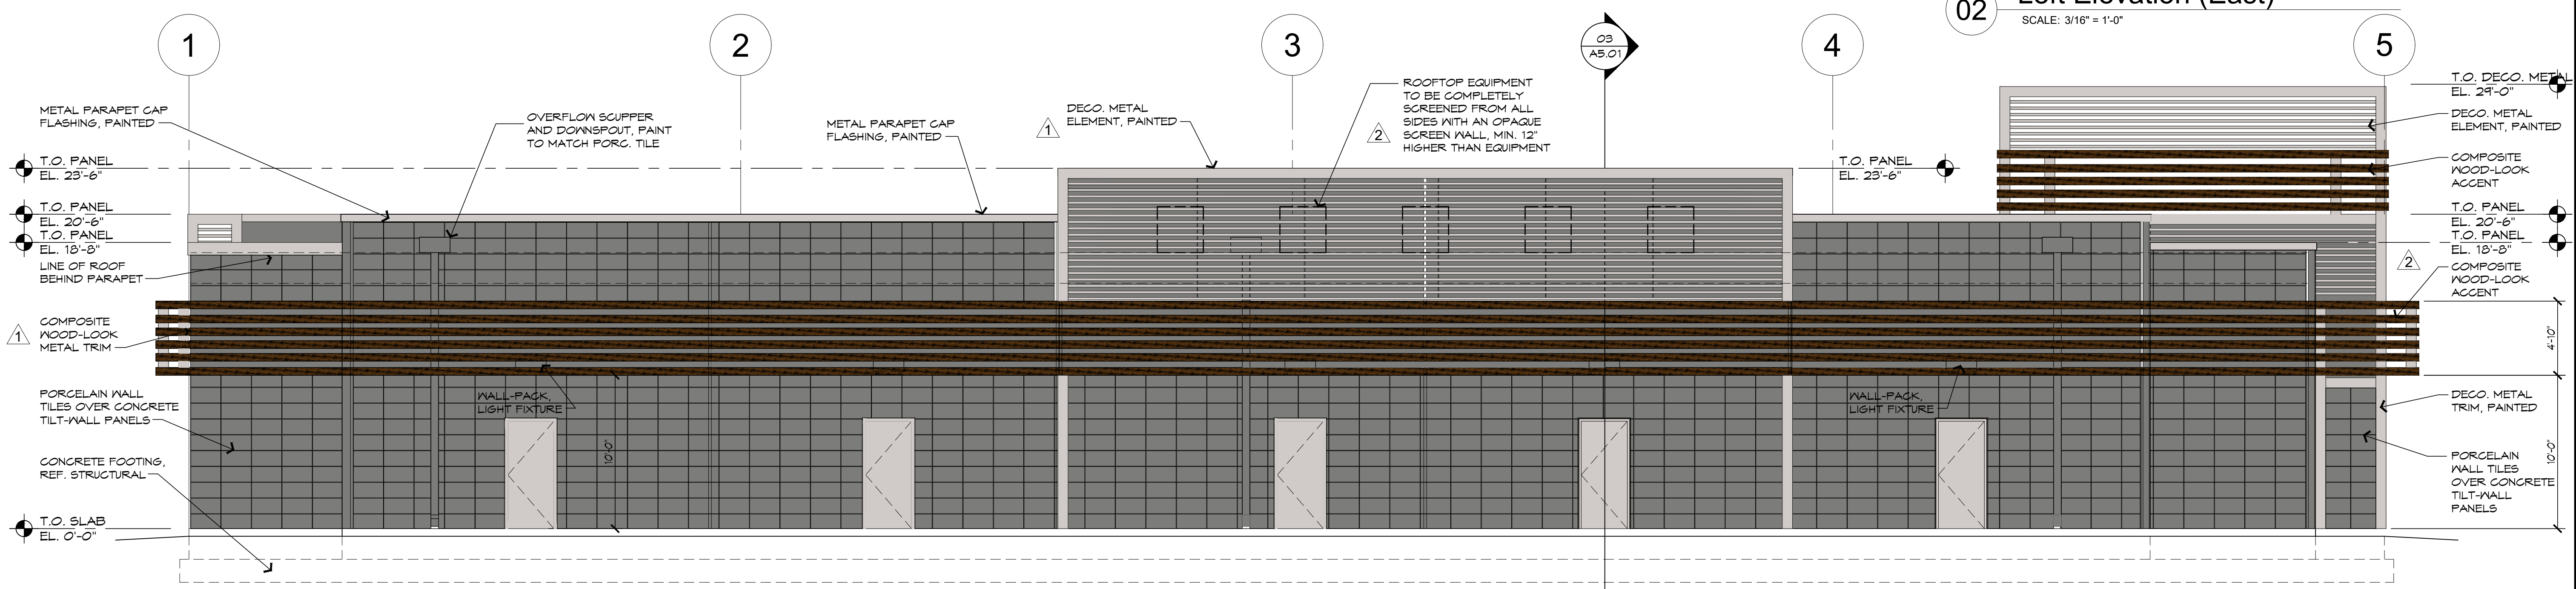 02
Left Elevation (East)
SCALE: 3/16" = 1'-0"
1
2
3
03
A5.01
4
5
METAL PARAPET CAP
FLASHING, PAINTED
T.O. PANEL
EL. 23'-6"
T.O. PANEL
EL. 20'-6"
T.O. PANEL
EL. 18'-8"
LINE OF ROOF
BEHIND PARAPET
1
COMPOSITE
WOOD-LOOK
METAL TRIM
PORCELAIN WALL
TILES OVER CONCRETE
TILT-WALL PANELS
CONCRETE FOOTING,
REF. STRUCTURAL
T.O. SLAB
EL. 0'-0"
OVERFLOW SCUPPER
AND DOWNSPOUT, PAINT
TO MATCH PORC. TILE
METAL PARAPET CAP
FLASHING, PAINTED
1
DECO. METAL
ELEMENT, PAINTED
2
ROOFTOP EQUIPMENT
TO BE COMPLETELY
SCREENED FROM ALL
SIDES WITH AN OPAQUE
SCREEN WALL, MIN. 12"
HIGHER THAN EQUIPMENT
T.O. PANEL
EL. 23'-6"
WALL-PACK,
LIGHT FIXTURE
10'-0"
WALL-PACK,
LIGHT FIXTURE
T.O. DECO. METAL
EL. 29'-0"
DECO. METAL
ELEMENT, PAINTED
COMPOSITE
WOOD-LOOK
ACCENT
T.O. PANEL
EL. 20'-6"
T.O. PANEL
EL. 18'-8"
2
COMPOSITE
WOOD-LOOK
ACCENT
4'-10"
DECO. METAL
TRIM, PAINTED
10'-0"
PORCELAIN
WALL TILES
OVER CONCRETE
TILT-WALL
PANELS